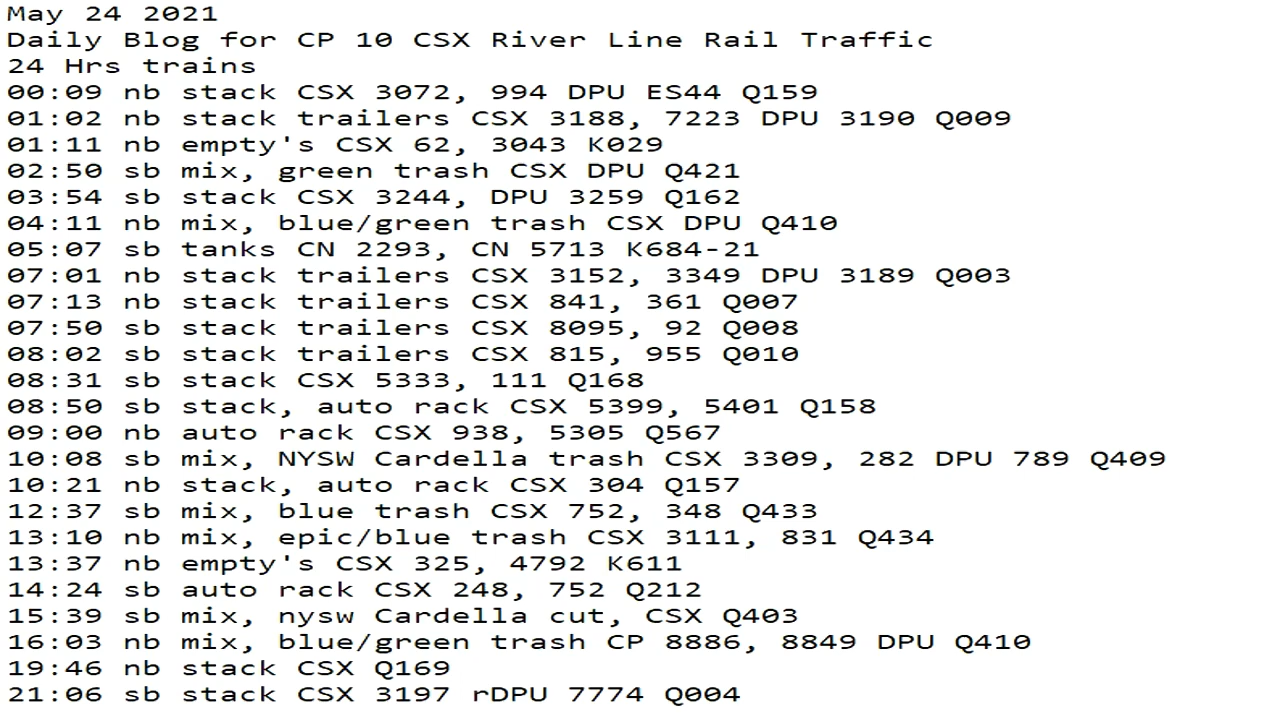 May 24 2021
Daily Blog for CP 10 CSX River Line Rail Traffic
24 Hrs trains
00:09 nb stack CSX 3072, 994 DPU ES44 Q159
01:02 nb stack trailers CSX 3188, 7223 DPU 3190 Q009
01:11 nb empty's CSX 62, 3043 K029
02:50 sb mix, green trash CSX DPU Q421
03:54 sb stack CSX 3244, DPU 3259 Q162
04:11 nb mix, blue/green trash CSX DPU Q410
05:07 sb tanks CN 2293, CN 5713 K684-21
07:01 nb stack trailers CSX 3152, 3349 DPU 3189 Q003
07:13 nb stack trailers CSX 841, 361 Q007
07:50 sb stack trailers CSX 8095, 92 Q008
08:02 sb stack trailers CSX 815, 955 Q010
08:31 sb stack CSX 5333, 111 Q168
08:50 sb stack, auto rack CSX 5399, 5401 Q158
09:00 nb auto rack CSX 938, 5305 Q567
10:08 sb mix, NYSW Cardella trash CSX 3309, 282 DPU 789 Q409
10:21 nb stack, auto rack CSX 304 Q157
12:37 sb mix, blue trash CSX 752, 348 Q433
13:10 nb mix, epic/blue trash CSX 3111, 831 Q434
13:37 nb empty's CSX 325, 4792 K611
14:24 sb auto rack CSX 248, 752 Q212
15:39 sb mix, nysw Cardella cut, CSX Q403
16:03 nb mix, blue/green trash CP 8886, 8849 DPU Q410
19:46 nb stack CSX Q169
21:06 sb stack CSX 3197 rDPU 7774 Q004